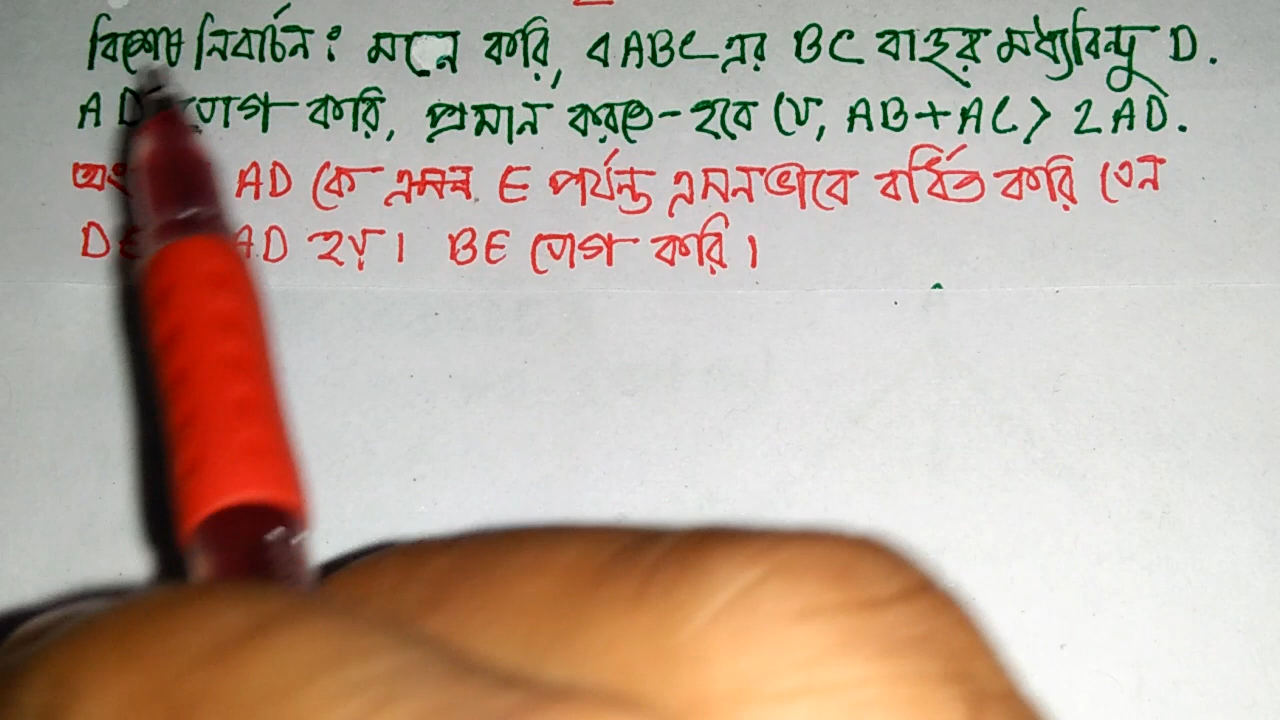 বিশেষ নির্বাচন: মনে করি, ABC এর BC বাহুর মধ্যবিন্দু D.
AD যোগ করি, প্রমান করতে-হবে যে, AB+AC> 2AD.
AD কে এমন E পর্যন্ত এমনভাবে বর্ধিত করি যেন
DE AD হয়। BE যোগ করি।